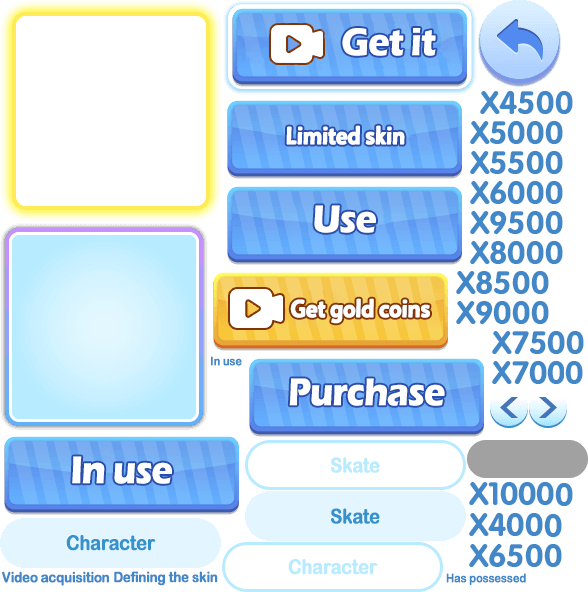 Get it
X4500
Limited skin
X5000
X5500
X6000
Use
X9500
X8000
X8500
Get gold coins
X9000
X7500
In use
X7000
Purchase
In use
Skate
X10000
Skate
X4000
Character
X6500
Character
Video acquisition Defining the skin
Has possessed